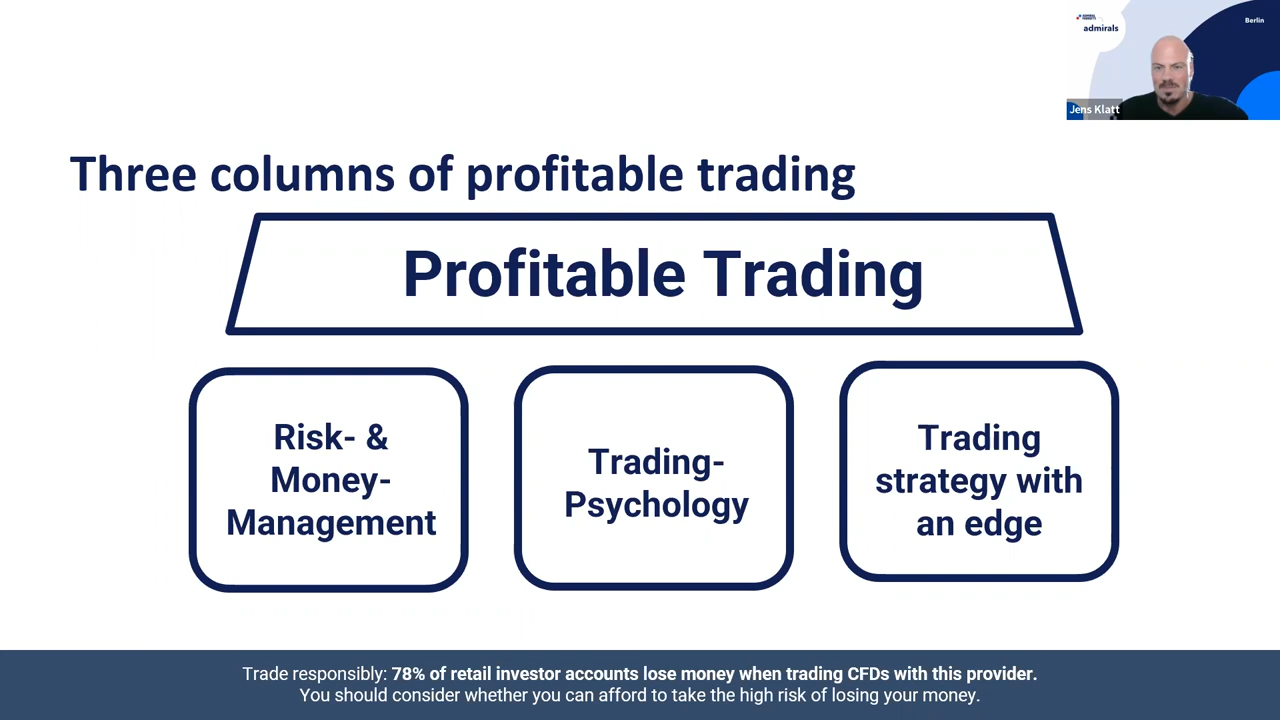 admirals
Berlin
Jens Klatt
Three columns of profitable trading
Profitable Trading
Risk- &
Money-
Management
Trading-
Psychology
Trading
strategy with
an edge
Trade responsibly: 78% of retail investor accounts lose money when trading CFDs with this provider.
You should consider whether you can afford to take the high risk of losing your money.